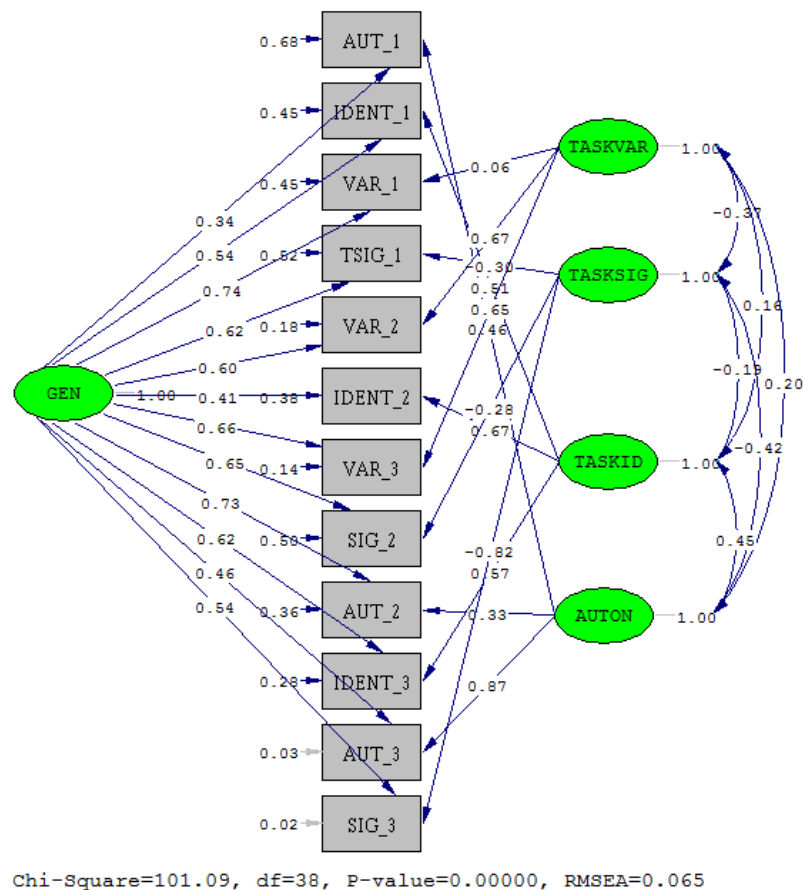 0.68 AUT_1
0.45 IDENT_1
TASKVAR 1.00
0.45 VAR_1
0.06
-0.37
0.34
0.54
0.52 TSIG_1
0.67
-0.30
TASKSIG 1.00
0.74
0.51
0.16
0.62
0.65
0.18 VAR_2
0.46
0.60
-0.19
GEN 1.00
0.41 0.38 IDENT_2
0.20
-0.28
0.66
0.67
-0.42
0.65 0.14 VAR_3
TASKID 1.00
0.73
0.62 0.50 SIG_2
0.45
-0.82
0.46
0.57
0.54
0.36 AUT_2
0.33
AUTON 1.00
0.28 IDENT_3
0.87
0.03 AUT_3
0.02 SIG_3
Chi-Square=101.09, df=38, P-value=0.00000, RMSEA=0.065